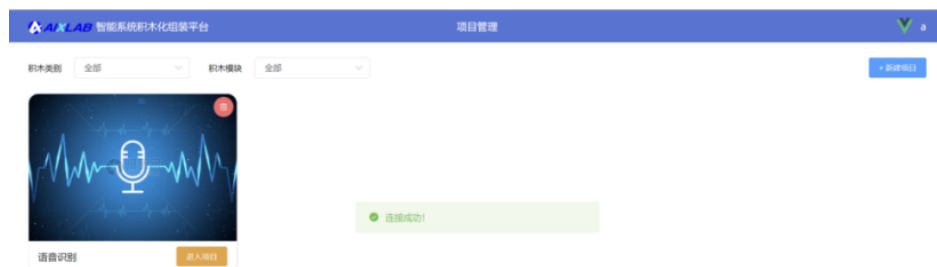 AIXLAB 智能系统积木化组装平台 项目管理 a
积木类别 全部 积木模块 全部 + 新建项目
连接成功!
语音识别 进入项目